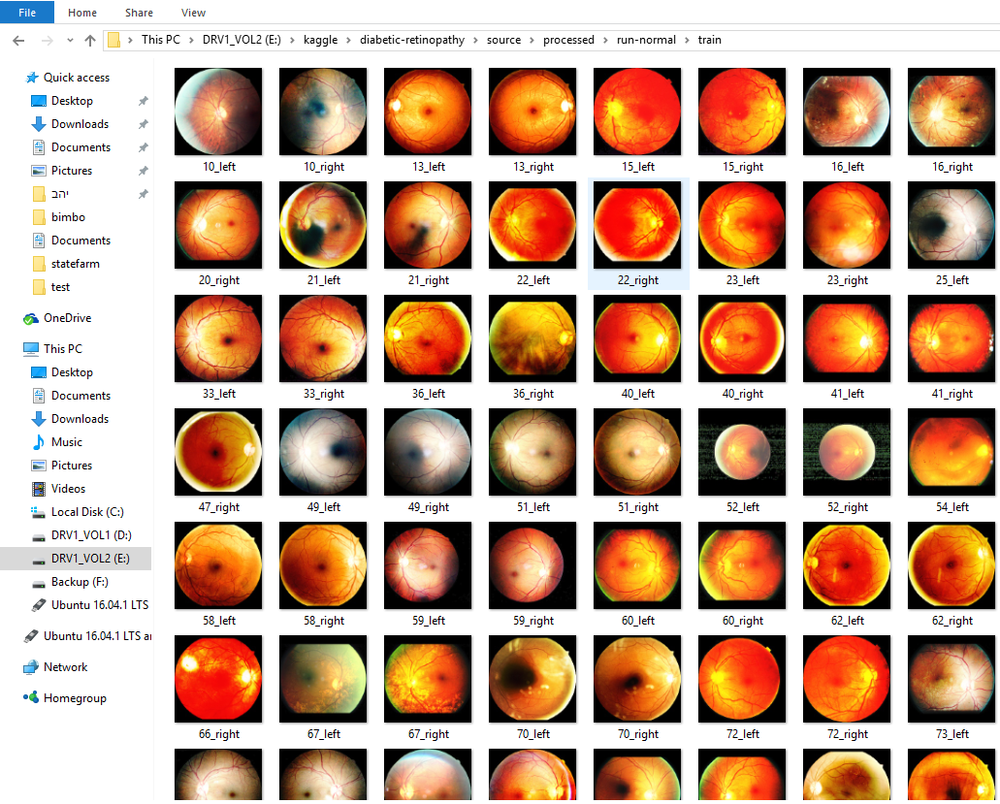 File Home Share View
This PC DRV1_VOL2 (E:) kaggle diabetic-retinopathy source processed run-normal train
Quick access
Desktop
Downloads
Documents
Pictures
יהב
bimbo
Documents
statefarm
test
OneDrive
This PC
Desktop
Documents
Downloads
Music
Pictures
Videos
Local Disk (C:)
DRV1_VOL1 (D:)
DRV1_VOL2 (E:)
Backup (F:)
Ubuntu 16.04.1 LTS
Ubuntu 16.04.1 LTS ar
Network
Homegroup
10_left 10_right 13_left 13_right 15_left 15_right 16_left 16_right
20_right 21_left 21_right 22_left 22_right 23_left 23_right 25_left
33_left 33_right 36_left 36_right 40_left 40_right 41_left 41_right
47_right 49_left 49_right 51_left 51_right 52_left 52_right 54_left
58_left 58_right 59_left 59_right 60_left 60_right 62_left 62_right
66_right 67_left 67_right 70_left 70_right 72_left 72_right 73_left